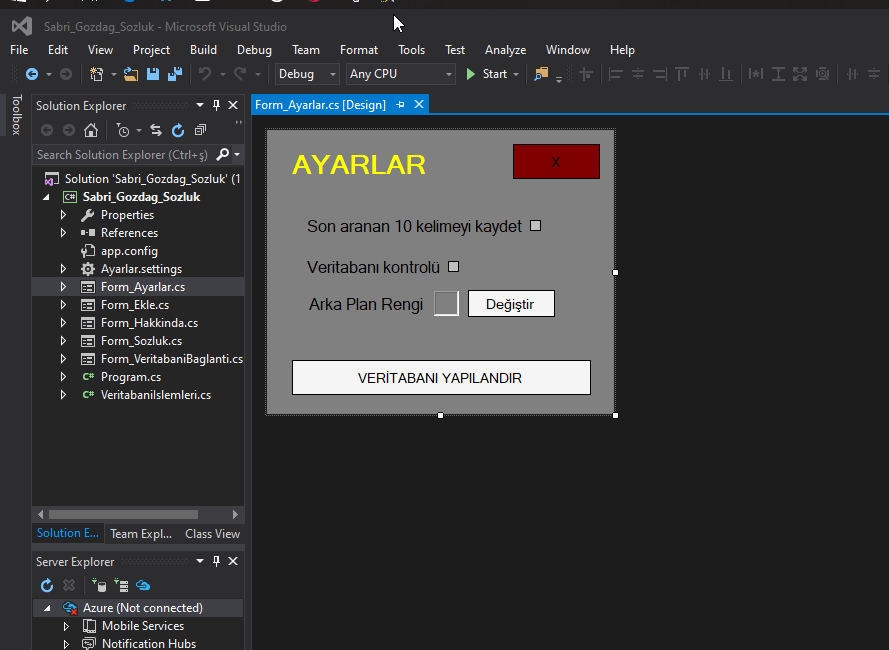 Sabri_Gozdag_Sozluk - Microsoft Visual Studio
File Edit View Project Build Debug Team Format Tools Test Analyze Window Help
Debug Any CPU Start
Toolbox
Solution Explorer
Search Solution Explorer (Ctrl+ş)
Solution 'Sabri_Gozdag_Sozluk' (1
C# Sabri_Gozdag_Sozluk
Properties
References
app.config
Ayarlar.settings
Form_Ayarlar.cs
Form_Ekle.cs
Form_Hakkinda.cs
Form_Sozluk.cs
Form_VeritabaniBaglanti.cs
C# Program.cs
C# VeritabaniIslemleri.cs
Solution E... Team Expl... Class View
Server Explorer
Azure (Not connected)
Mobile Services
Notification Hubs
Form_Ayarlar.cs [Design]
AYARLAR
X
Son aranan 10 kelimeyi kaydet
Veritabanı kontrolü
Arka Plan Rengi Değiştir
VERİTABANI YAPILANDIR